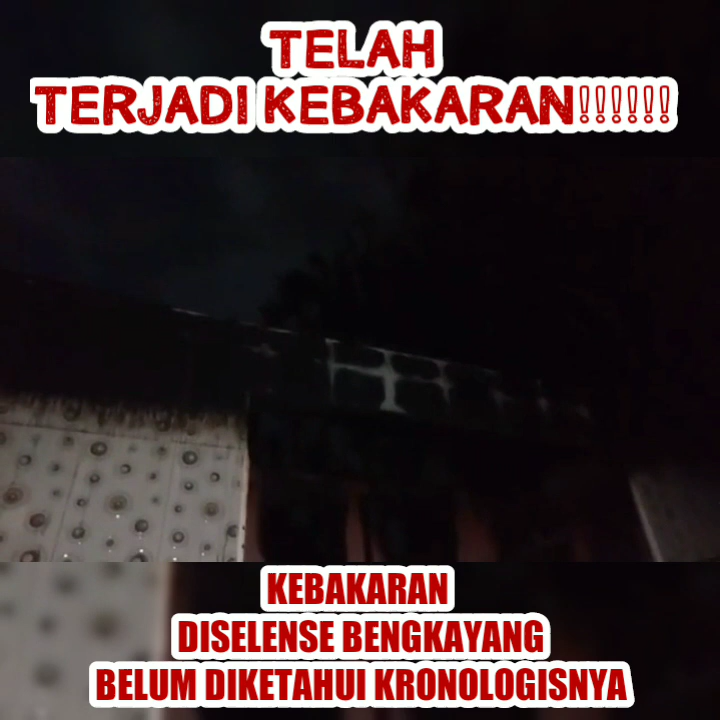 TELAH
TERJADI KEBAKARAN!!!!!!
KEBAKARAN
DISELENSE BENGKAYANG
BELUM DIKETAHUI KRONOLOGISNYA